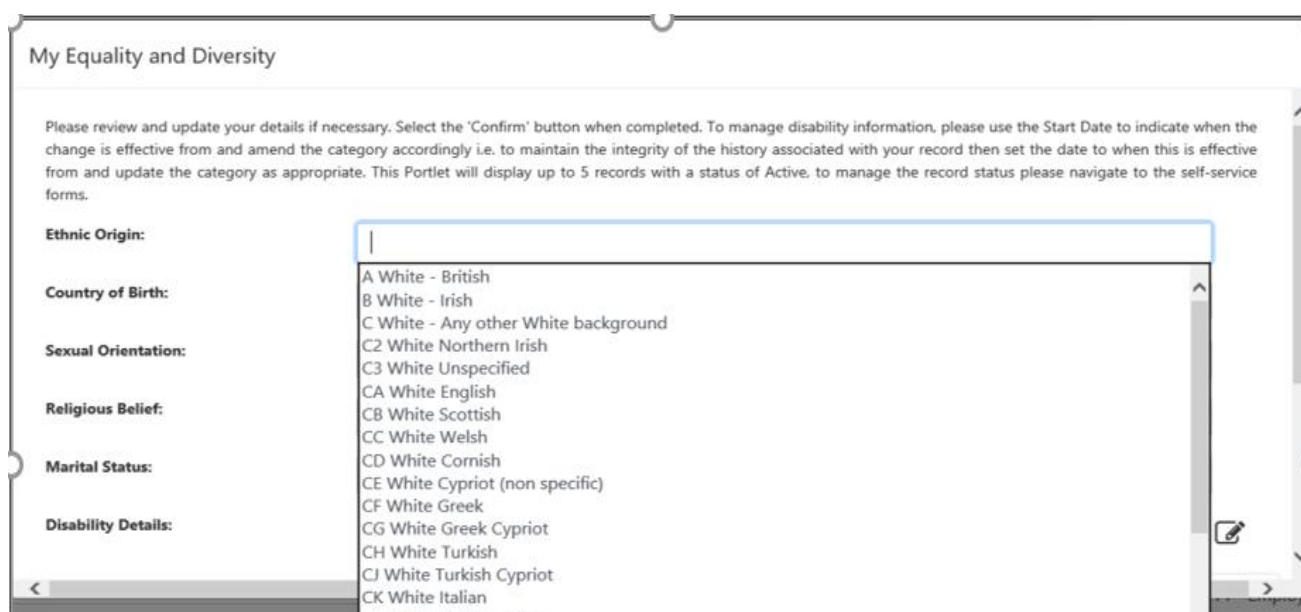 My Equality and Diversity
Please review and update your details if necessary. Select the 'Confirm' button when completed. To manage disability information, please use the Start Date to indicate when the
change is effective from and amend the category accordingly i.e. to maintain the integrity of the history associated with your record then set the date to when this is effective
from and update the category as appropriate. This Portlet will display up to 5 records with a status of Active, to manage the record status please navigate to the self-service
forms.
Ethnic Origin:
A White - British
B White - Irish
Country of Birth:
C White - Any other White background
C2 White Northern Irish
Sexual Orientation:
C3 White Unspecified
CA White English
Religious Belief:
CB White Scottish
CC White Welsh
CD White Cornish
Marital Status:
CE White Cypriot (non specific)
CF White Greek
Disability Details:
CG White Greek Cypriot
CH White Turkish
CJ White Turkish Cypriot
CK White Italian